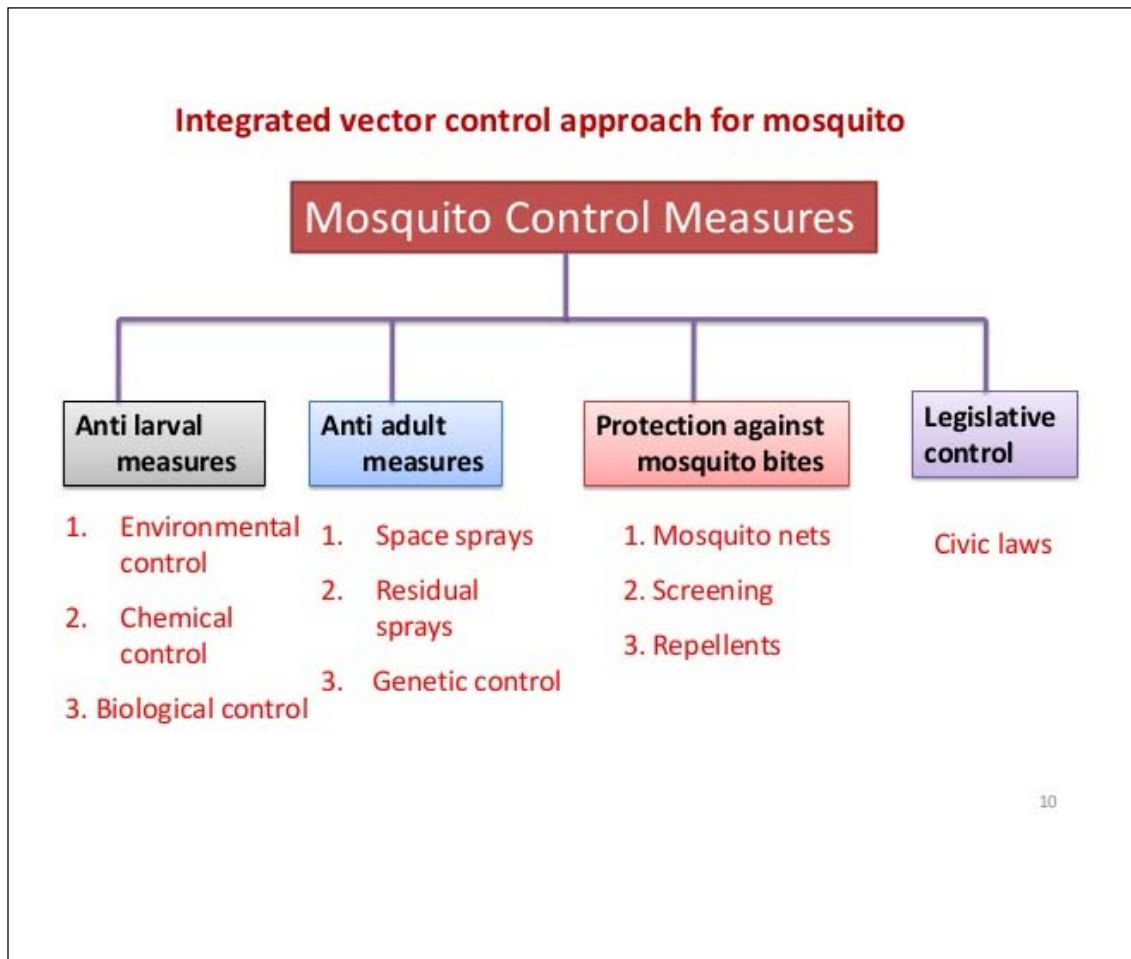 Integrated vector control approach for mosquito
Mosquito Control Measures
Anti larval
measures
1. Environmental
control
2. Chemical
control
3. Biological control
Anti adult
measures
1. Space sprays
2. Residual
sprays
3. Genetic control
Protection against
mosquito bites
1. Mosquito nets
2. Screening
3. Repellents
Legislative
control
Civic laws
10